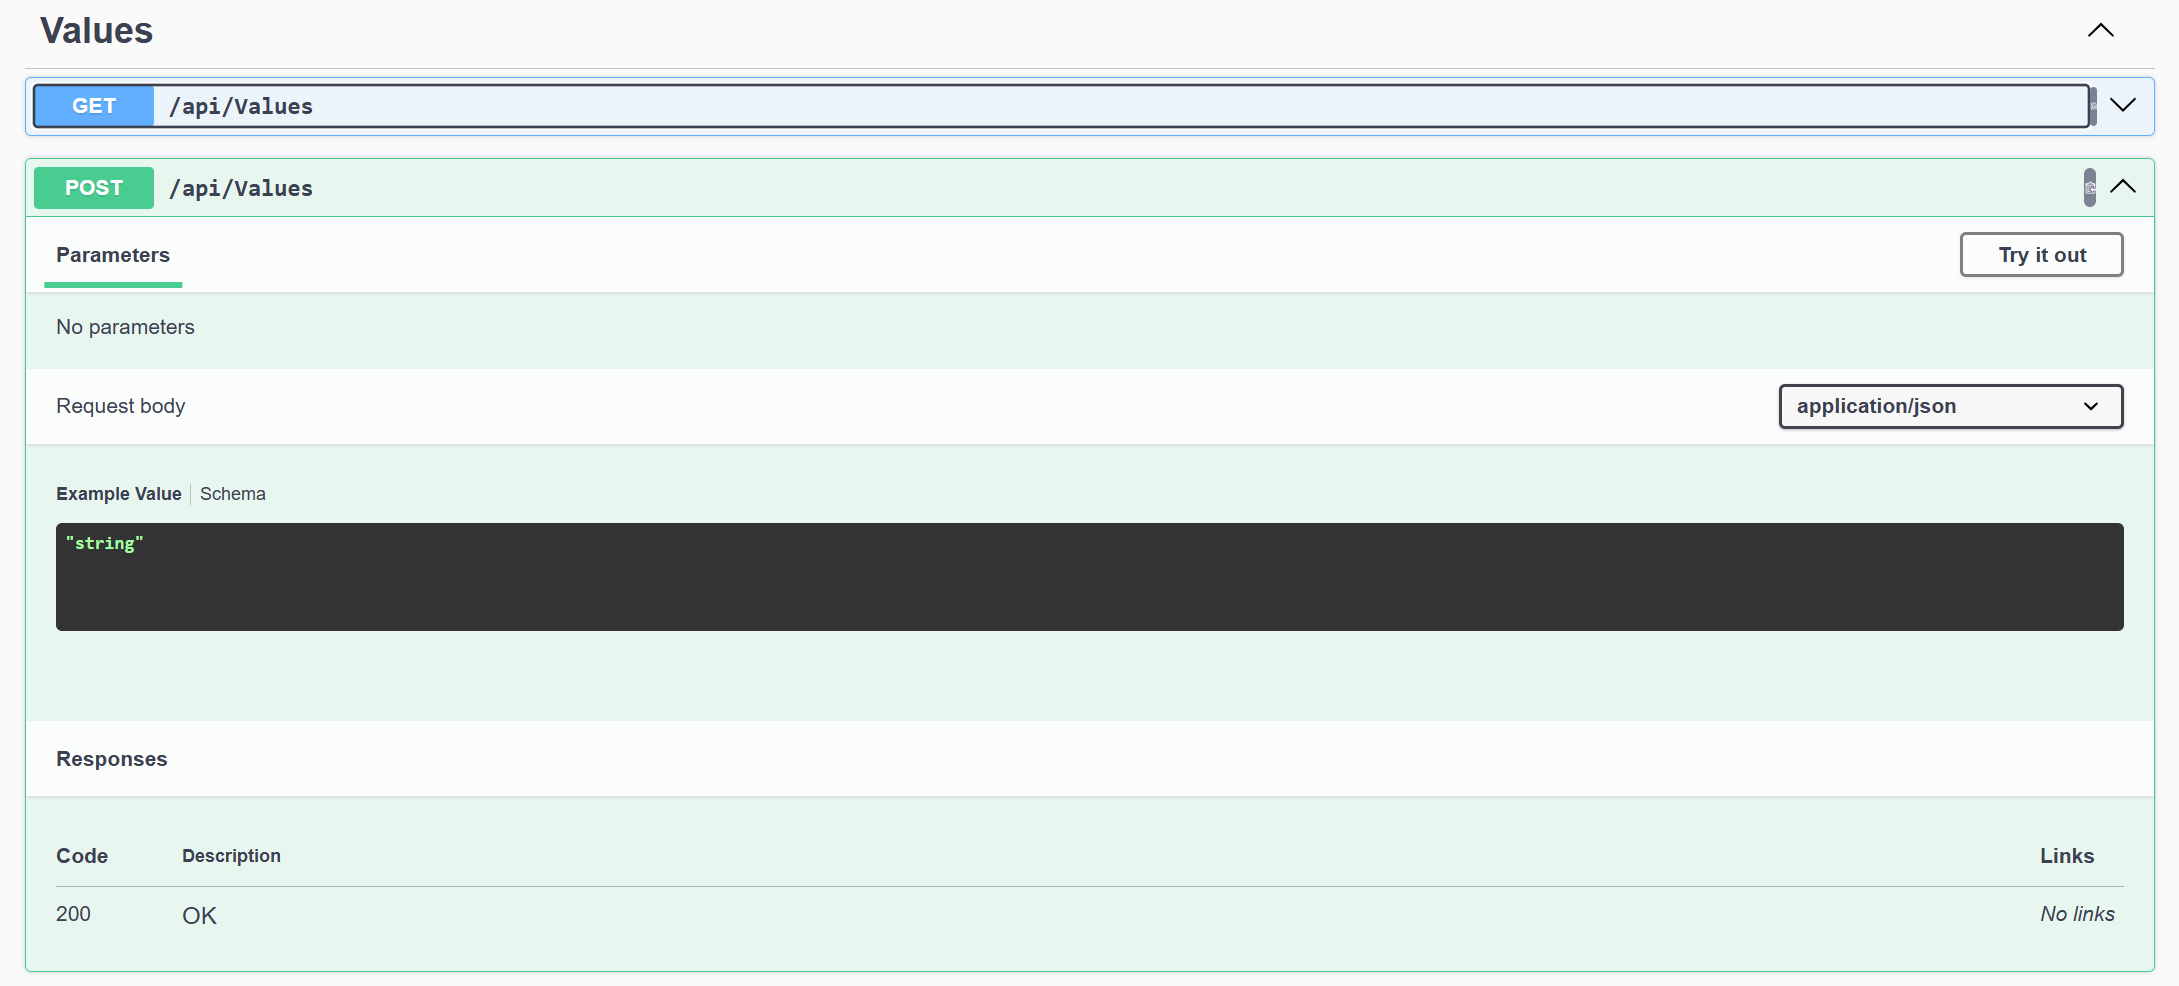 Values
GET /api/Values
POST /api/Values
Parameters
Try it out
No parameters
Request body
application/json
Example Value Schema
"string"
Responses
Code Description Links
200 OK No links